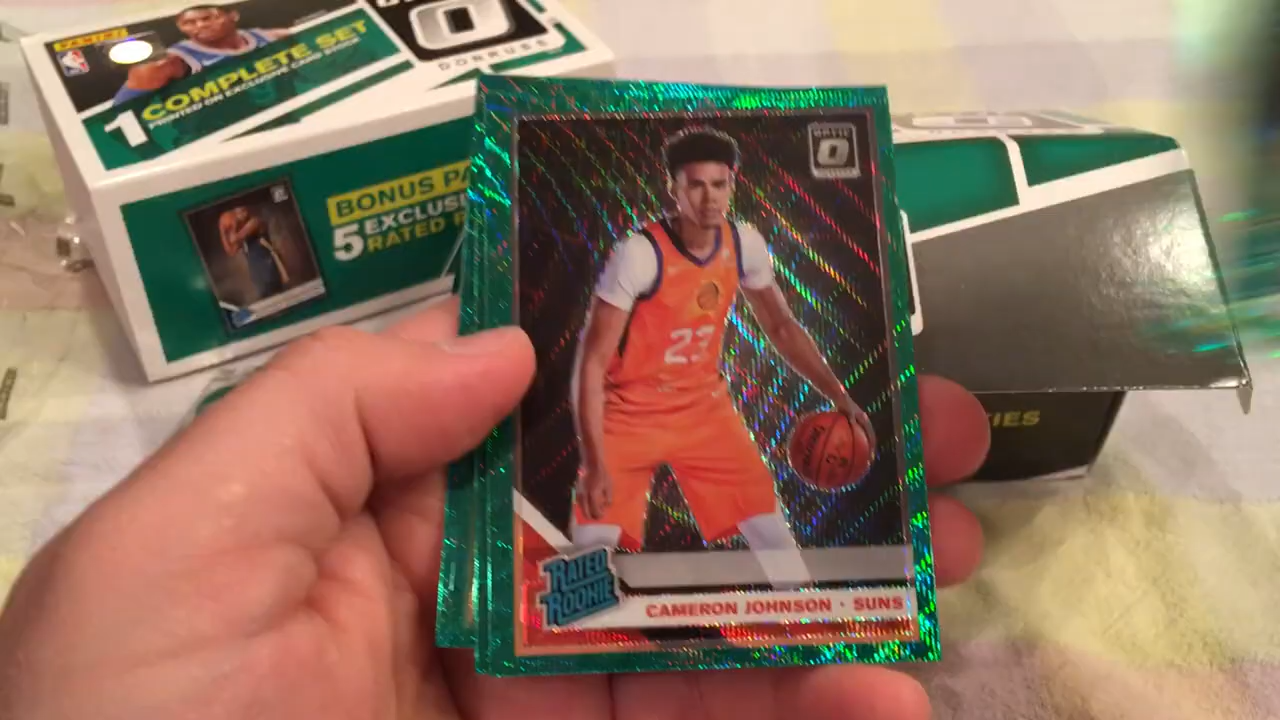 PANINI
NBA
1 COMPLETE SET
PRINTED ON EXCLUSIVE CARD STOCK
DONRUSS
BONUS PA
5 EXCLUSI
RATED R
23
RATED
ROOKIE
CAMERON JOHNSON · SUNS
IES